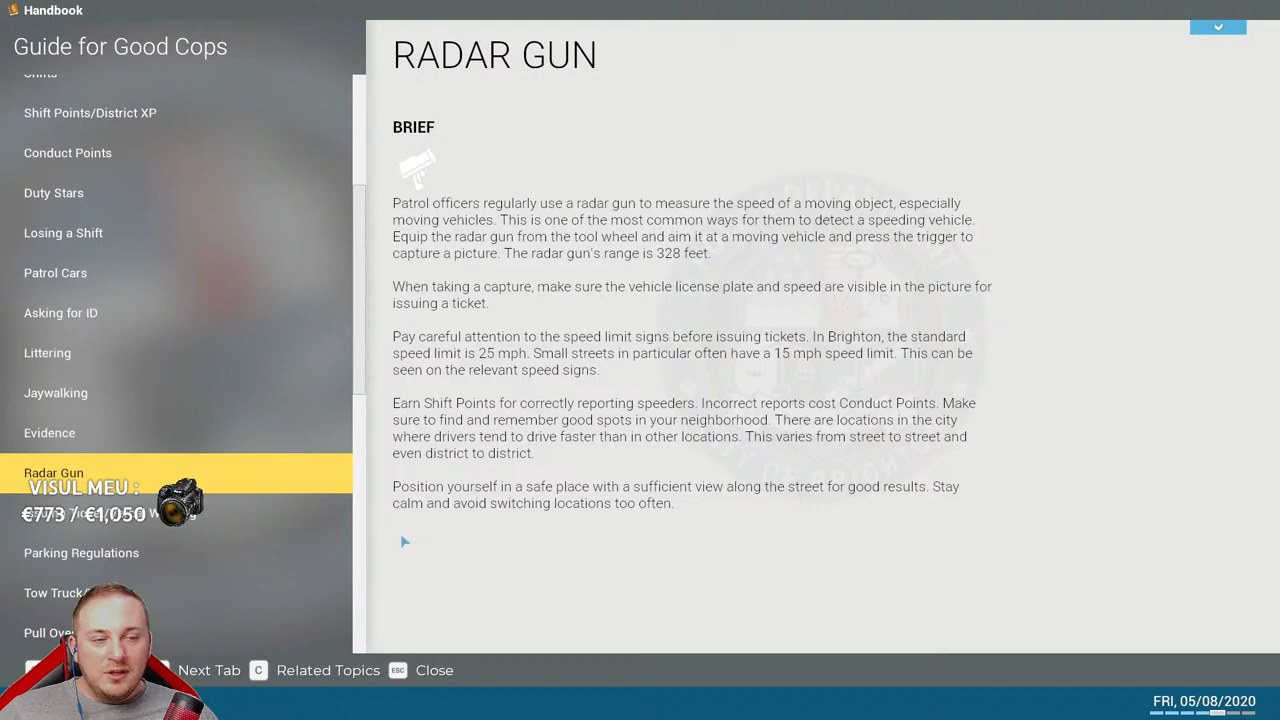 Handbook
Guide for Good Cops
Shifts
Shift Points/District XP
Conduct Points
Duty Stars
Losing a Shift
Patrol Cars
Asking for ID
Littering
Jaywalking
Evidence
Radar Gun
VISUL MEU :
€773 / €1,050
Parking Regulations
Tow Truck/
Pull Ove
RADAR GUN
BRIEF
Patrol officers regularly use a radar gun to measure the speed of a moving object, especially
moving vehicles. This is one of the most common ways for them to detect a speeding vehicle.
Equip the radar gun from the tool wheel and aim it at a moving vehicle and press the trigger to
capture a picture. The radar gun's range is 328 feet.
When taking a capture, make sure the vehicle license plate and speed are visible in the picture for
issuing a ticket.
Pay careful attention to the speed limit signs before issuing tickets. In Brighton, the standard
speed limit is 25 mph. Small streets in particular often have a 15 mph speed limit. This can be
seen on the relevant speed signs.
Earn Shift Points for correctly reporting speeders. Incorrect reports cost Conduct Points. Make
sure to find and remember good spots in your neighborhood. There are locations in the city
where drivers tend to drive faster than in other locations. This varies from street to street and
even district to district.
Position yourself in a safe place with a sufficient view along the street for good results. Stay
calm and avoid switching locations too often.
Next Tab C Related Topics ESC Close
FRI, 05/08/2020